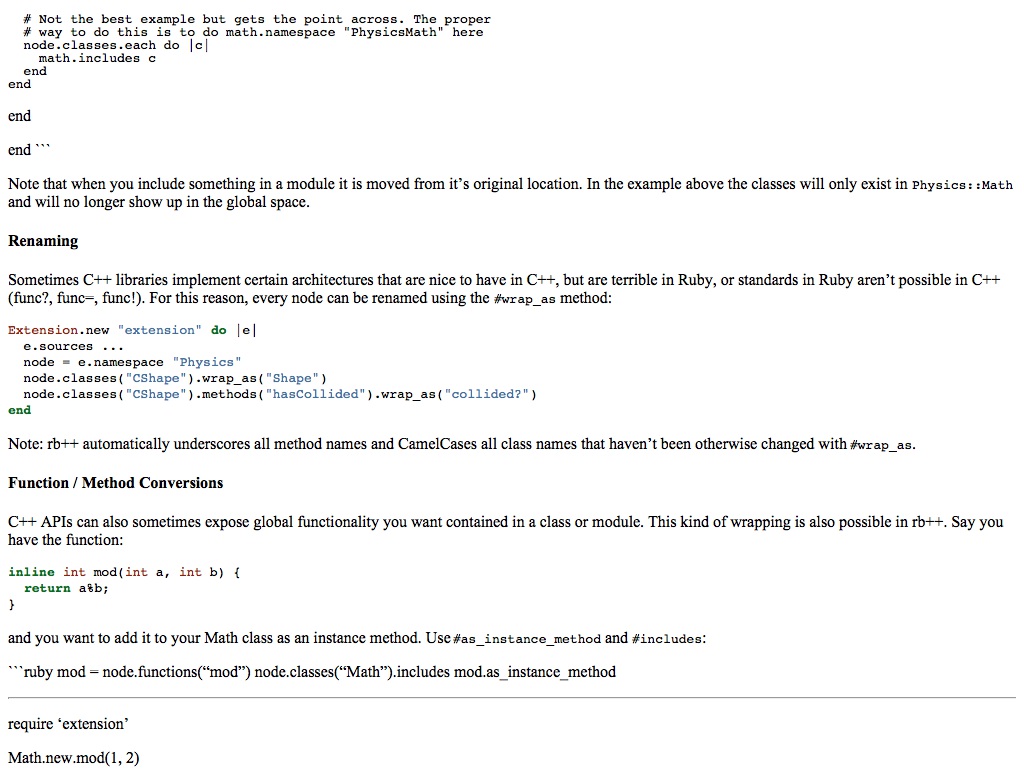 # Not the best example but gets the point across. The proper
# way to do this is to do math.namespace "PhysicsMath" here
node.classes.each do |c|
math.includes c
end
end
end
end ```
Note that when you include something in a module it is moved from it’s original location. In the example above the classes will only exist in Physics::Math
and will no longer show up in the global space.
Renaming
Sometimes C++ libraries implement certain architectures that are nice to have in C++, but are terrible in Ruby, or standards in Ruby aren’t possible in C++
(func?, func=, func!). For this reason, every node can be renamed using the #wrap_as method:
Extension.new "extension" do |e|
e.sources ...
node = e.namespace "Physics"
node.classes("CShape").wrap_as("Shape")
node.classes("CShape").methods("hasCollided").wrap_as("collided?")
end
Note: rb++ automatically underscores all method names and CamelCases all class names that haven’t been otherwise changed with #wrap_as.
Function / Method Conversions
C++ APIs can also sometimes expose global functionality you want contained in a class or module. This kind of wrapping is also possible in rb++. Say you
have the function:
inline int mod(int a, int b) {
return a%b;
}
and you want to add it to your Math class as an instance method. Use #as_instance_method and #includes:
```ruby mod = node.functions(“mod”) node.classes(“Math”).includes mod.as_instance_method
require ‘extension’
Math.new.mod(1, 2)